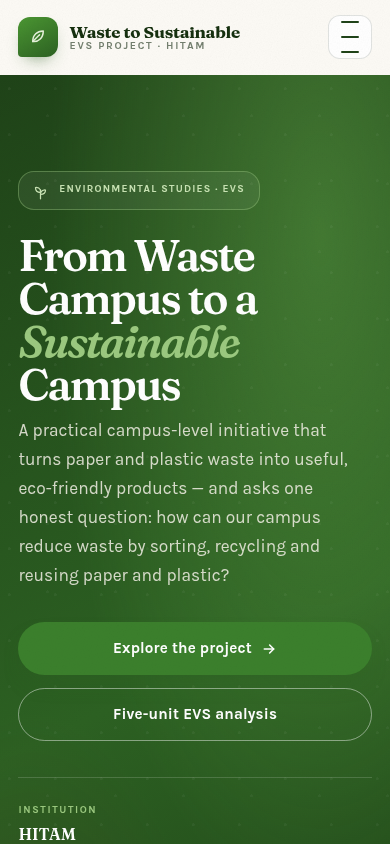 Waste to Sustainable
EVS PROJECT · HITAM
ENVIRONMENTAL STUDIES · EVS
From Waste
Campus to a
Sustainable
Campus
A practical campus-level initiative that
turns paper and plastic waste into useful,
eco-friendly products — and asks one
honest question: how can our campus
reduce waste by sorting, recycling and
reusing paper and plastic?
Explore the project →
Five-unit EVS analysis
INSTITUTION
HITAM